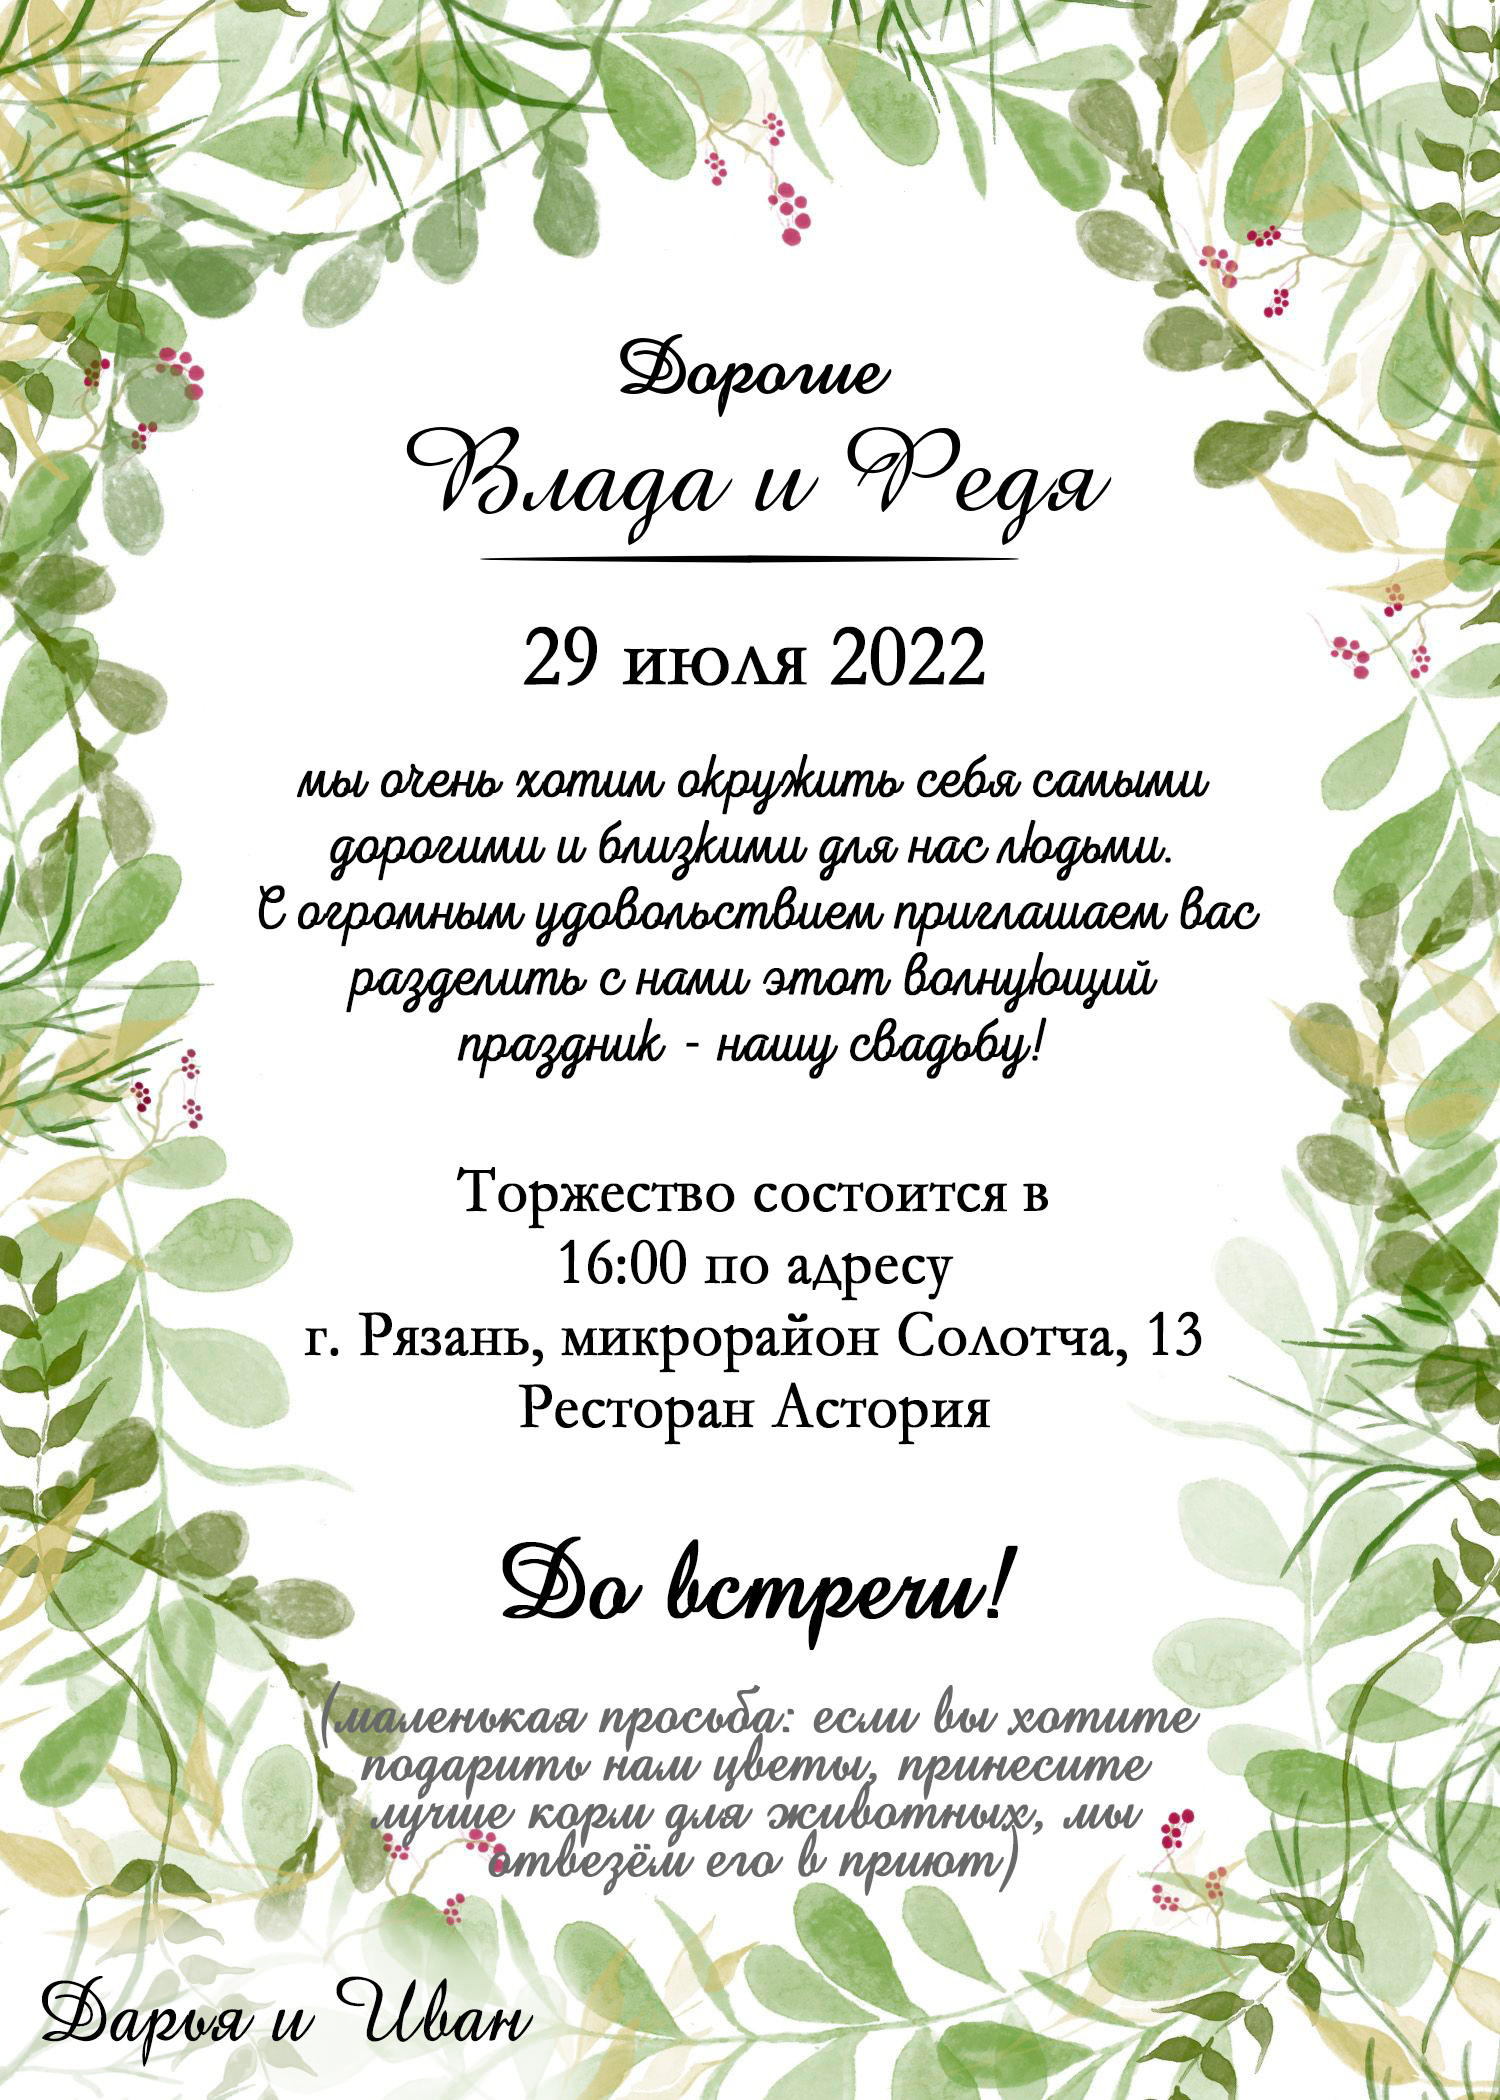 Дорогие
Влада и Федя
29 июля 2022
мы очень хотим окружить себя самыми
дорогими и близкими для нас людьми.
С огромным удовольствием приглашаем вас
разделить с нами этот волнующий
праздник - нашу свадьбу!
Торжество состоится в
16:00 по адресу
г. Рязань, микрорайон Солотча, 13
Ресторан Астория
До встречи!
(маленькая просьба: если вы хотите
подарить нам цветы, принесите
лучше корм для животных, мы
отвезём его в приют)
Дарья и Иван